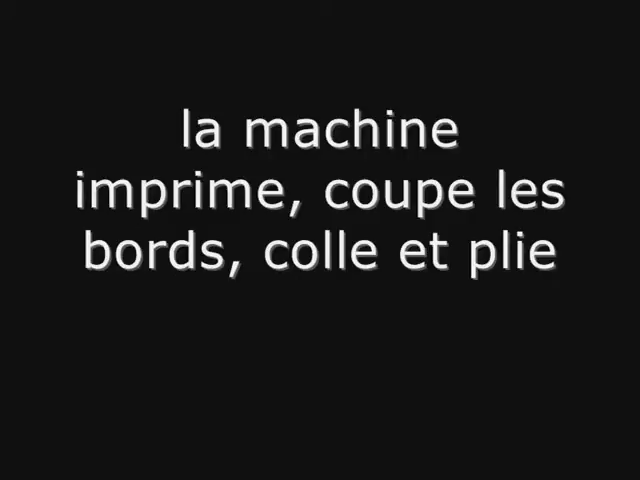 la machine
imprime, coupe les
bords, colle et plie